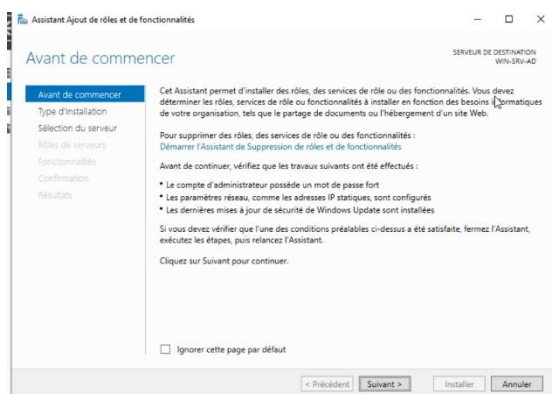 Assistant Ajout de rôles et de fonctionnalités
Avant de commencer
SERVEUR DE DESTINATION
WIN-SRV-AD
Avant de commencer
Type d'installation
Sélection du serveur
Rôles de serveurs
Fonctionnalités
Confirmation
Résultats
Cet Assistant permet d'installer des rôles, des services de rôle ou des fonctionnalités. Vous devez
déterminer les rôles, services de rôle ou fonctionnalités à installer en fonction des besoins informatiques
de votre organisation, tels que le partage de documents ou l'hébergement d'un site Web.
Pour supprimer des rôles, des services de rôle ou des fonctionnalités :
Démarrer l'Assistant de Suppression de rôles et de fonctionnalités
Avant de continuer, vérifiez que les travaux suivants ont été effectués :
• Le compte d'administrateur possède un mot de passe fort
• Les paramètres réseau, comme les adresses IP statiques, sont configurés
• Les dernières mises à jour de sécurité de Windows Update sont installées
Si vous devez vérifier que l'une des conditions préalables ci-dessus a été satisfaite, fermez l'Assistant,
exécutez les étapes, puis relancez l'Assistant.
Cliquez sur Suivant pour continuer.
Ignorer cette page par défaut
< Précédent Suivant > Installer Annuler